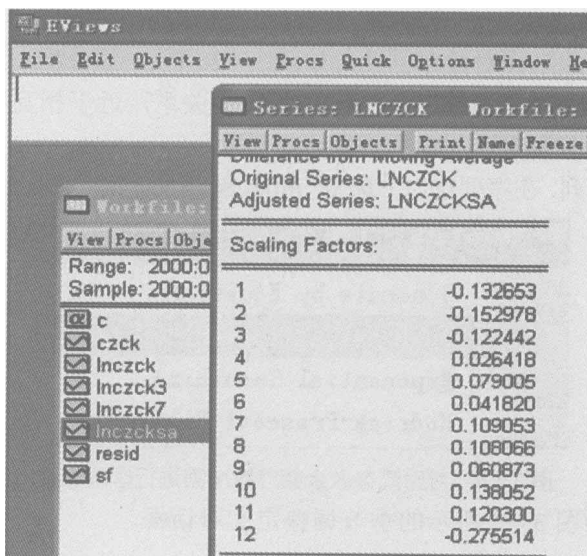 EViews
File Edit Objects View Procs Quick Options Window
Series: LNCZCK Workfile:
View Procs Objects Print Name Freeze
Difference from Moving Average
Original Series: LNCZCK
Adjusted Series: LNCZCKSA
Scaling Factors:
1 -0.132653
2 -0.152978
3 -0.122442
4 0.026418
5 0.079005
6 0.041820
7 0.109053
8 0.108066
9 0.060873
10 0.138052
11 0.120300
12 -0.275514
Workfile:
View Procs Obje
Range: 2000:0
Sample: 2000:0
c
czck
lnczck
lnczck3
lnczck7
lnczcksa
resid
sf